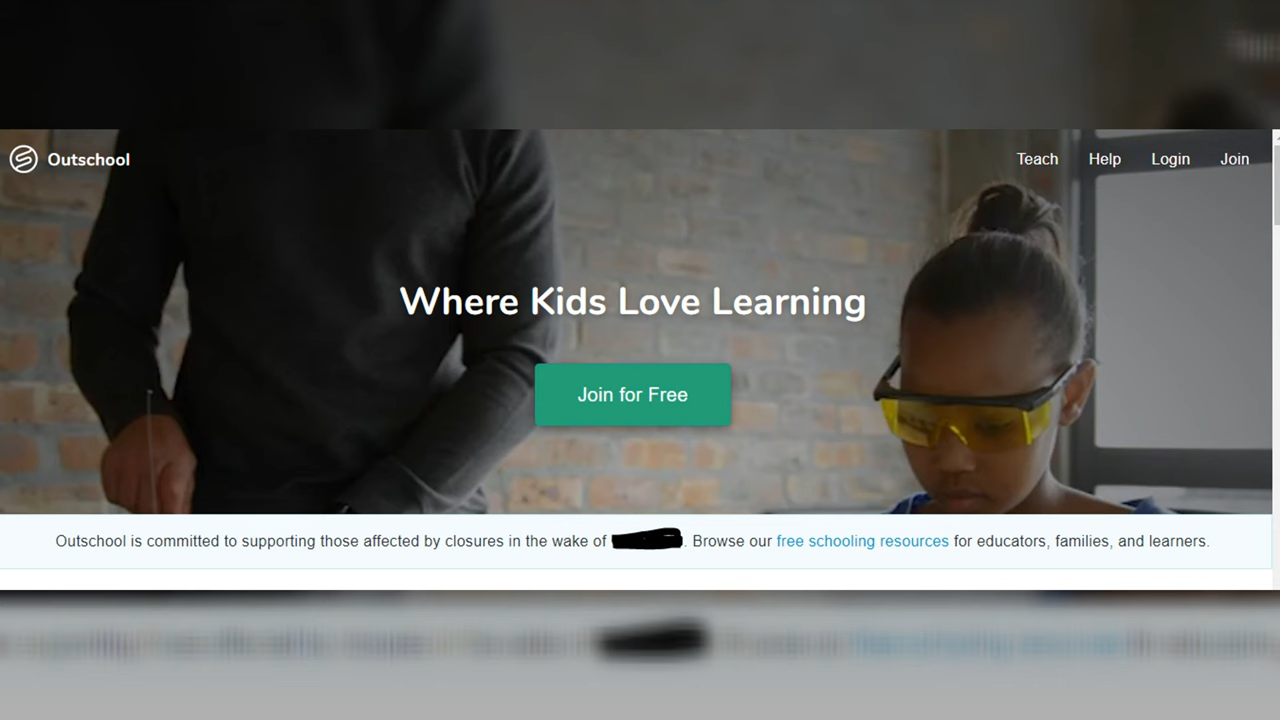 Outschool
Teach Help Login Join
Where Kids Love Learning
Join for Free
Outschool is committed to supporting those affected by closures in the wake of . Browse our free schooling resources for educators, families, and learners.